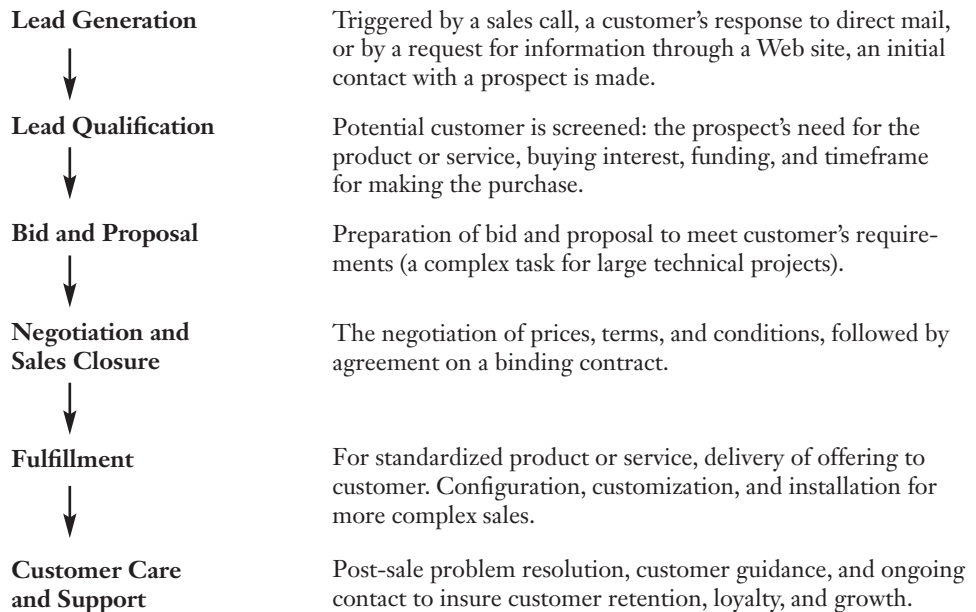 Lead Generation
Triggered by a sales call, a customer’s response to direct mail,
or by a request for information through a Web site, an initial
contact with a prospect is made.
Lead Qualification
Potential customer is screened: the prospect’s need for the
product or service, buying interest, funding, and timeframe
for making the purchase.
Bid and Proposal
Preparation of bid and proposal to meet customer’s require-
ments (a complex task for large technical projects).
Negotiation and
Sales Closure
The negotiation of prices, terms, and conditions, followed by
agreement on a binding contract.
Fulfillment
For standardized product or service, delivery of offering to
customer. Configuration, customization, and installation for
more complex sales.
Customer Care
and Support
Post-sale problem resolution, customer guidance, and ongoing
contact to insure customer retention, loyalty, and growth.